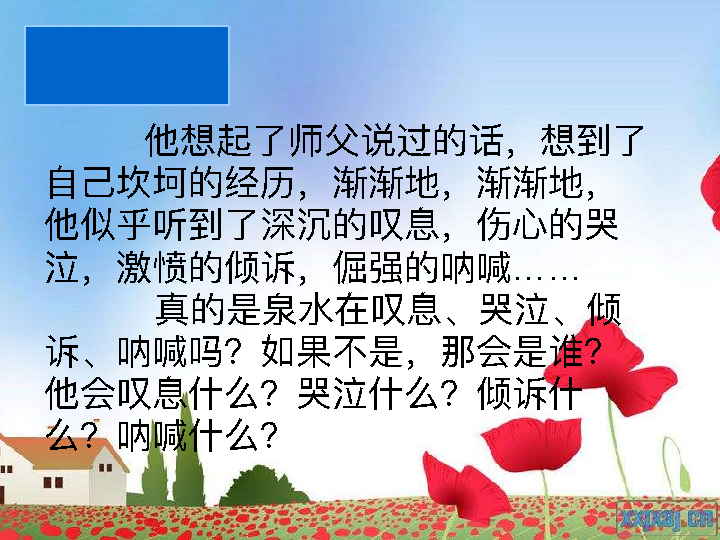 他想起了师父说过的话，想到了
自己坎坷的经历，渐渐地，渐渐地，
他似乎听到了深沉的叹息，伤心的哭
泣，激愤的倾诉，倔强的呐喊……
真的是泉水在叹息、哭泣、倾
诉、呐喊吗？如果不是，那会是谁？
他会叹息什么？哭泣什么？倾诉什
么？呐喊什么？
xxjxsj.cn